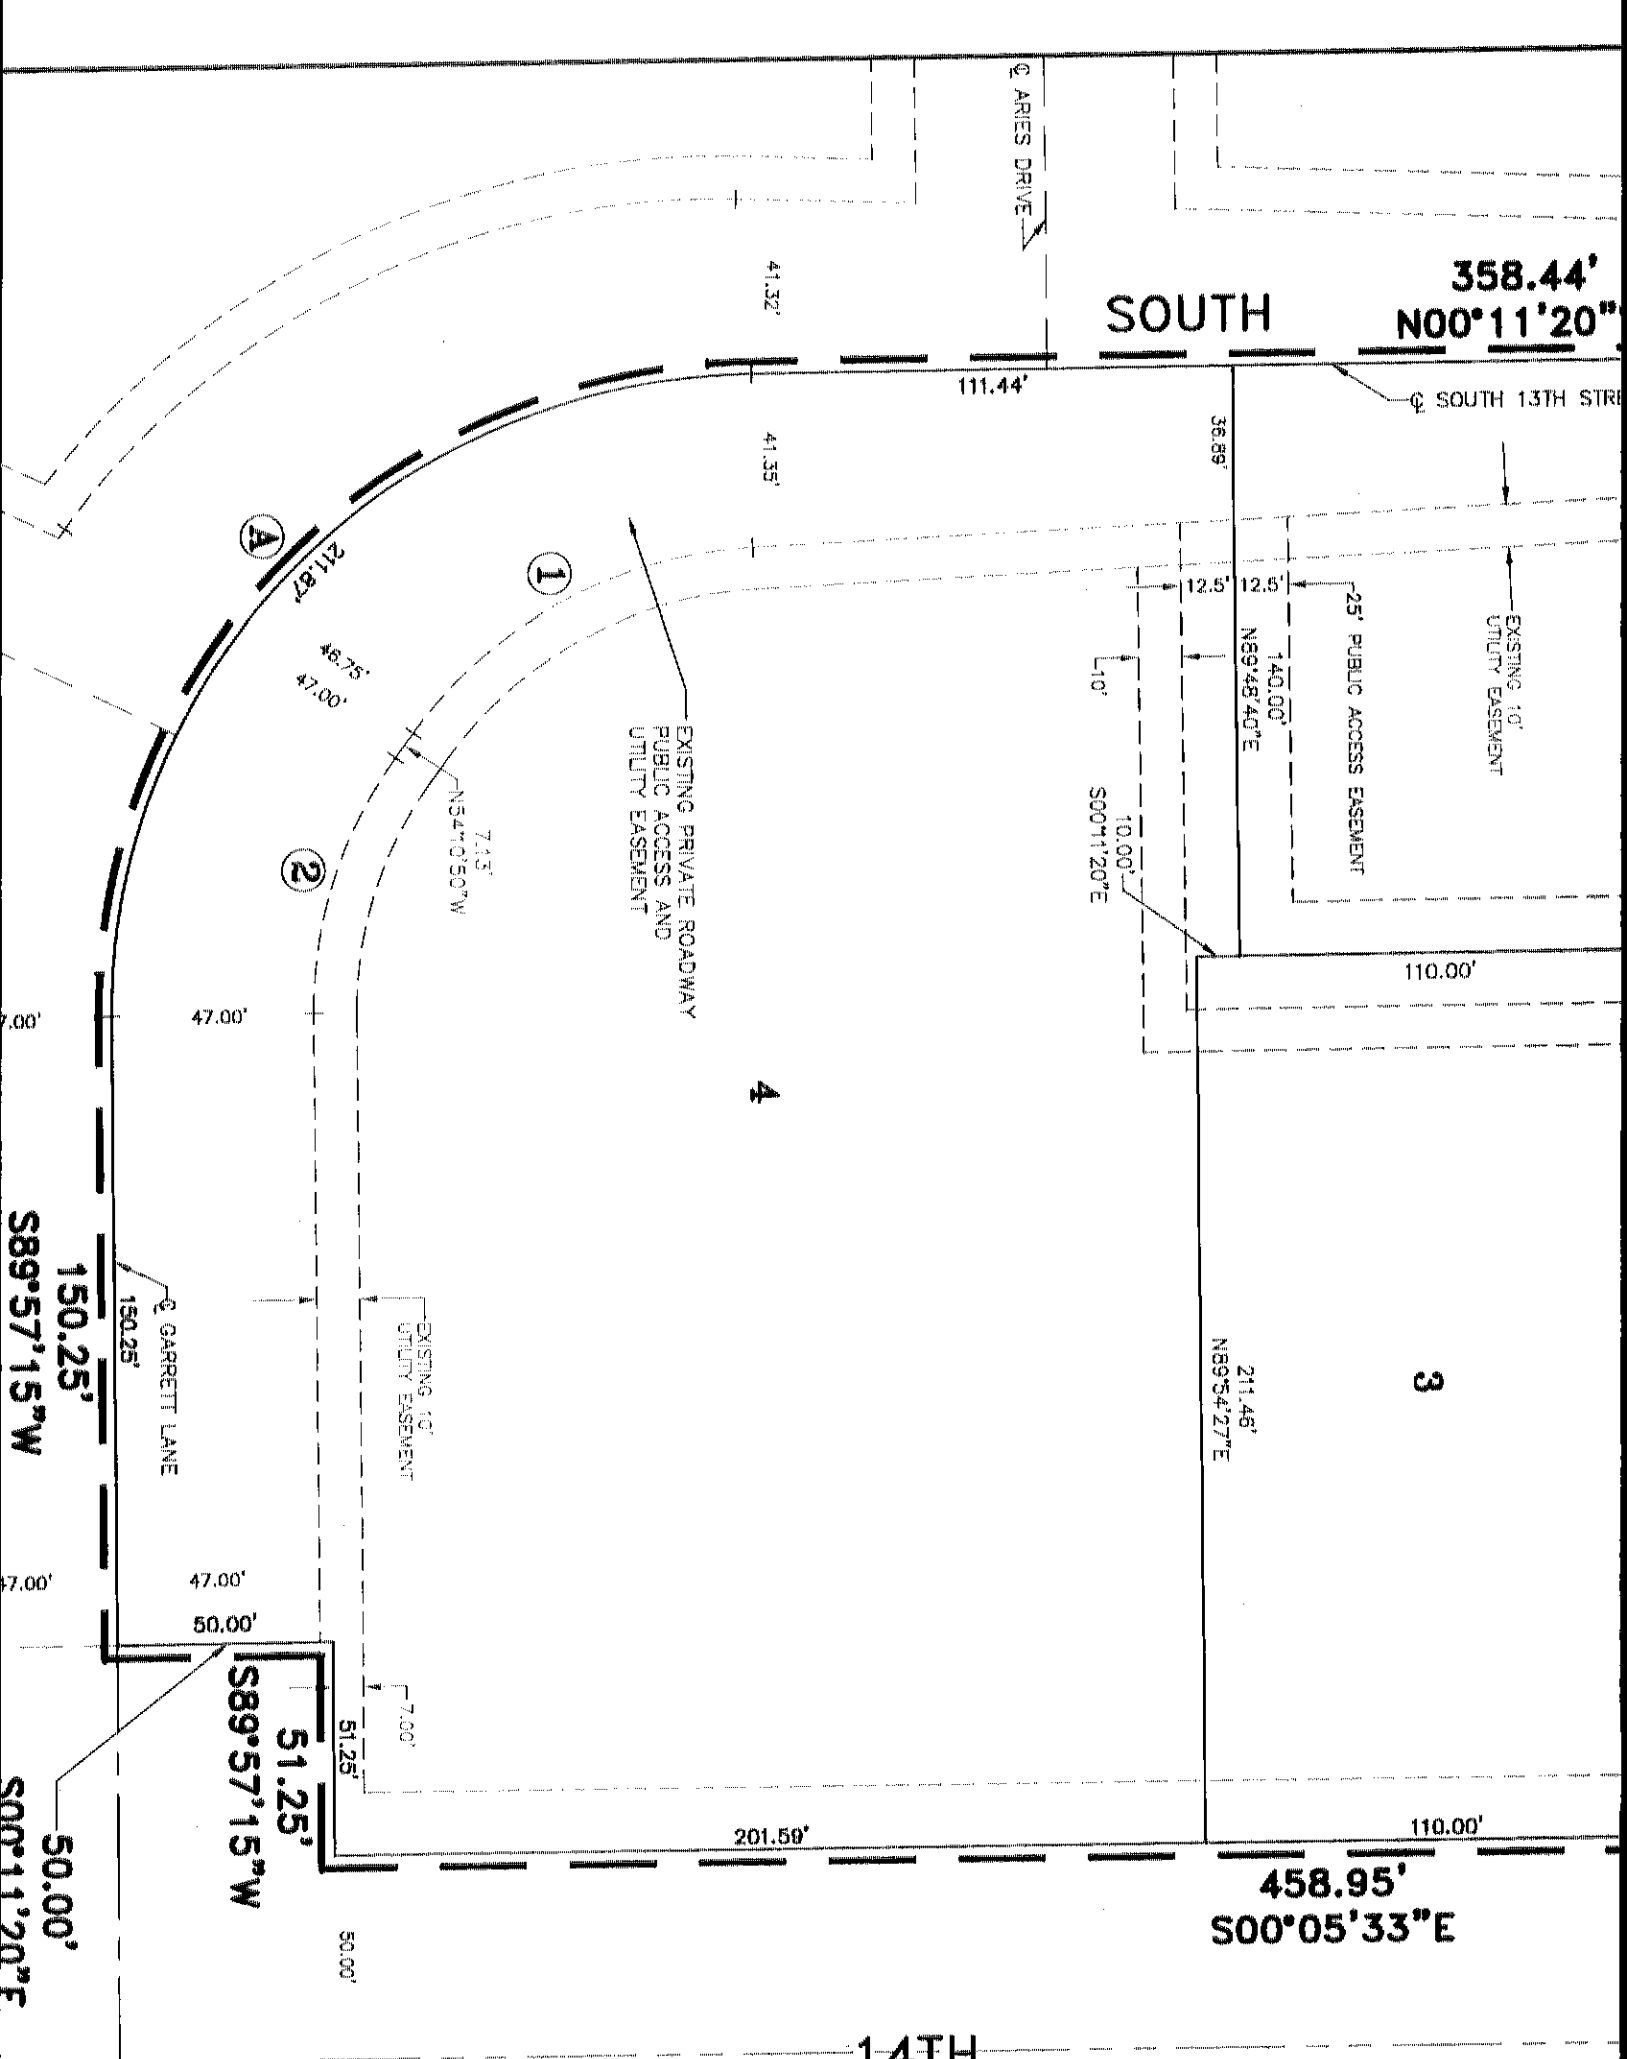 ℄ ARIES DRIVE
358.44'
N00°11'20"
SOUTH
℄ SOUTH 13TH
111.44'
41.32'
41.35'
36.89'
12.5' 12.5'
25' PUBLIC ACCESS EASEMENT
EXISTING 10'
UTILITY EASEMENT
140.00'
N89°48'40"E
10'
10.00'
S00°11'20"E
110.00'
A
211.87'
1
46.75'
47.00'
7.13'
N54°10'50"W
2
EXISTING PRIVATE ROADWAY
PUBLIC ACCESS AND
UTILITY EASEMENT
47.00'
4
3
211.46'
N89°54'27"E
EXISTING 10'
UTILITY EASEMENT
℄ GARRETT LANE
150.25'
150.25'
S89°57'15"W
47.00'
50.00'
7.00'
51.25'
51.25'
S89°57'15"W
50.00'
S00°11'20"E
201.59'
110.00'
458.95'
S00°05'33"E
50.00'
14TH